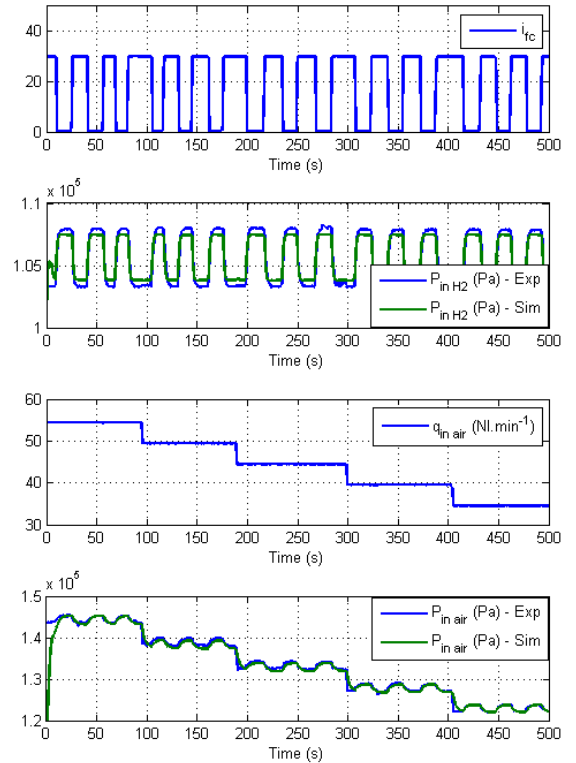 40
20
0
i_fc
0 50 100 150 200 250 300 350 400 450 500
Time (s)
x 10^5
1.1
1.05
1
P_in H2 (Pa) - Exp
P_in H2 (Pa) - Sim
0 50 100 150 200 250 300 350 400 450 500
Time (s)
60
50
40
30
q_in air (Nl.min^-1)
0 50 100 150 200 250 300 350 400 450 500
Time (s)
x 10^5
1.5
1.4
1.3
1.2
P_in air (Pa) - Exp
P_in air (Pa) - Sim
0 50 100 150 200 250 300 350 400 450 500
Time (s)